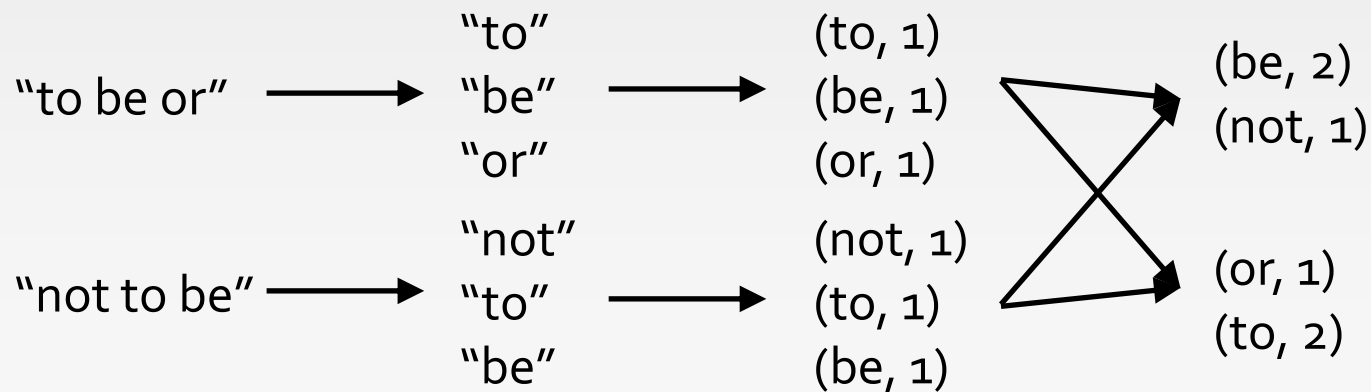 “to be or”
“to”
“be”
“or”
(to, 1)
(be, 1)
(or, 1)
(be, 2)
(not, 1)
“not to be”
“not”
“to”
“be”
(not, 1)
(to, 1)
(be, 1)
(or, 1)
(to, 2)